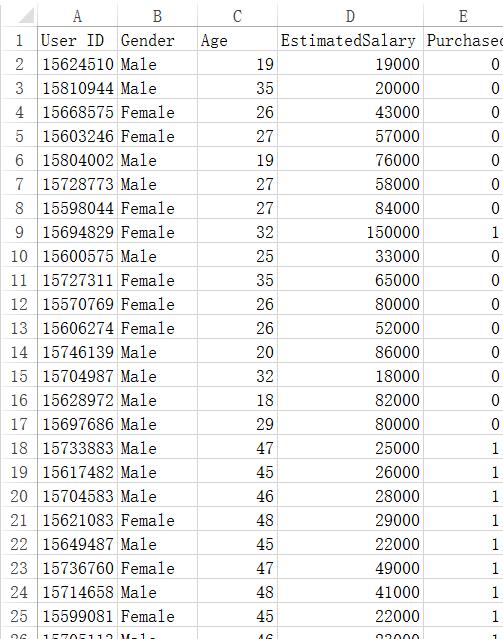 A B C D E
1 User ID Gender Age EstimatedSalary Purchased
2 15624510 Male 19 19000 0
3 15810944 Male 35 20000 0
4 15668575 Female 26 43000 0
5 15603246 Female 27 57000 0
6 15804002 Male 19 76000 0
7 15728773 Male 27 58000 0
8 15598044 Female 27 84000 0
9 15694829 Female 32 150000 1
10 15600575 Male 25 33000 0
11 15727311 Female 35 65000 0
12 15570769 Female 26 80000 0
13 15606274 Female 26 52000 0
14 15746139 Male 20 86000 0
15 15704987 Male 32 18000 0
16 15628972 Male 18 82000 0
17 15697686 Male 29 80000 0
18 15733883 Male 47 25000 1
19 15617482 Male 45 26000 1
20 15704583 Male 46 28000 1
21 15621083 Female 48 29000 1
22 15649487 Male 45 22000 1
23 15736760 Female 47 49000 1
24 15714658 Male 48 41000 1
25 15599081 Female 45 22000 1